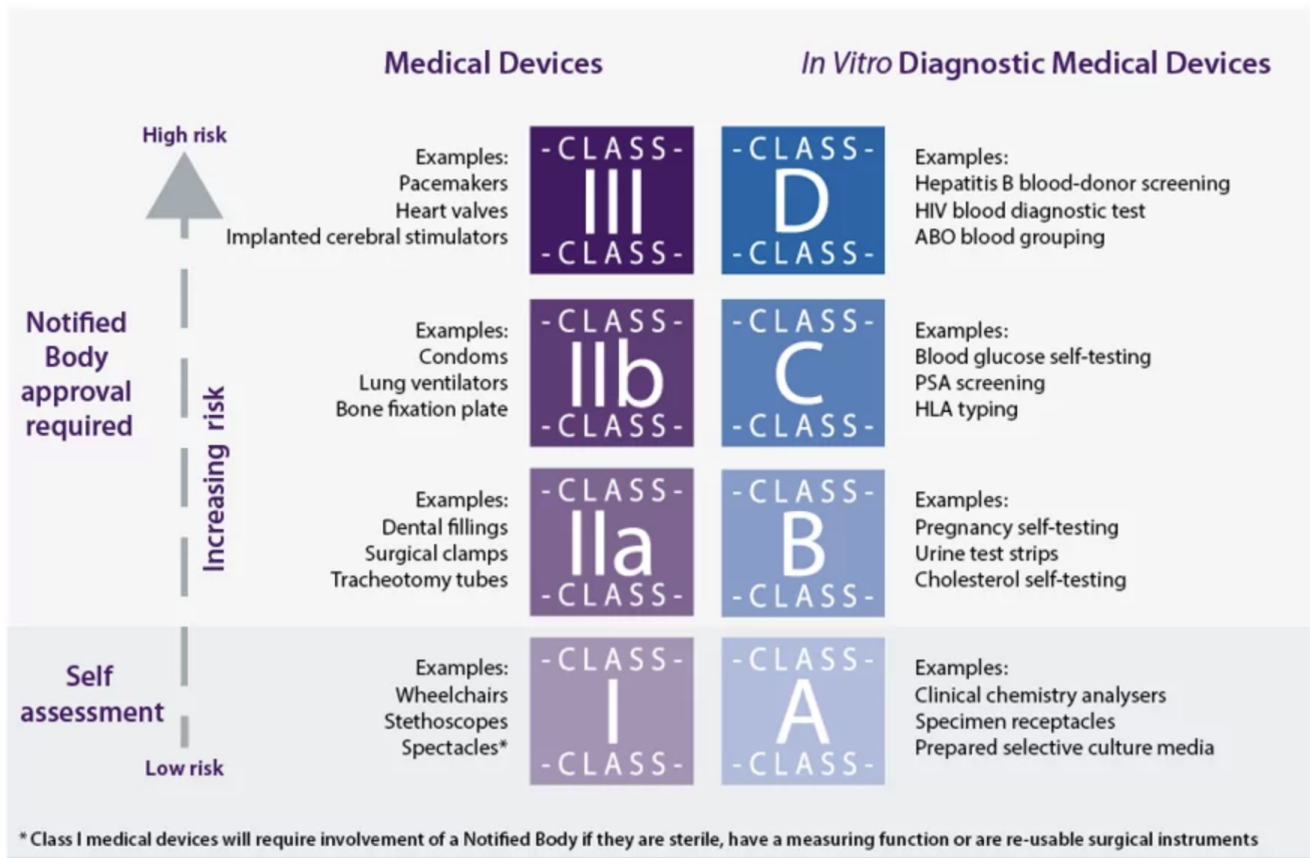 Medical Devices
In Vitro Diagnostic Medical Devices
High risk
Examples:
Pacemakers
Heart valves
Implanted cerebral stimulators
- CLASS -
III
- CLASS -
- CLASS -
D
- CLASS -
Examples:
Hepatitis B blood-donor screening
HIV blood diagnostic test
ABO blood grouping
Notified
Body
approval
required
Increasing risk
Examples:
Condoms
Lung ventilators
Bone fixation plate
- CLASS -
IIb
- CLASS -
- CLASS -
C
- CLASS -
Examples:
Blood glucose self-testing
PSA screening
HLA typing
Examples:
Dental fillings
Surgical clamps
Tracheotomy tubes
- CLASS -
IIa
- CLASS -
- CLASS -
B
- CLASS -
Examples:
Pregnancy self-testing
Urine test strips
Cholesterol self-testing
Self
assessment
Examples:
Wheelchairs
Stethoscopes
Spectacles*
- CLASS -
I
- CLASS -
- CLASS -
A
- CLASS -
Examples:
Clinical chemistry analysers
Specimen receptacles
Prepared selective culture media
Low risk
* Class I medical devices will require involvement of a Notified Body if they are sterile, have a measuring function or are re-usable surgical instruments